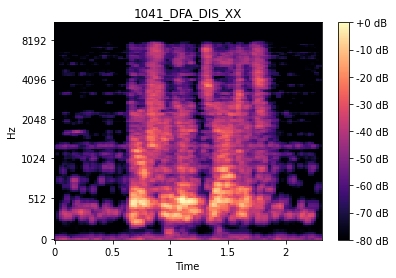 1041_DFA_DIS_XX
+0 dB
8192
-10 dB
4096
-20 dB
-30 dB
2048
Hz
-40 dB
1024
-50 dB
512
-60 dB
-70 dB
0
-80 dB
0
0.5
1
1.5
2
Time